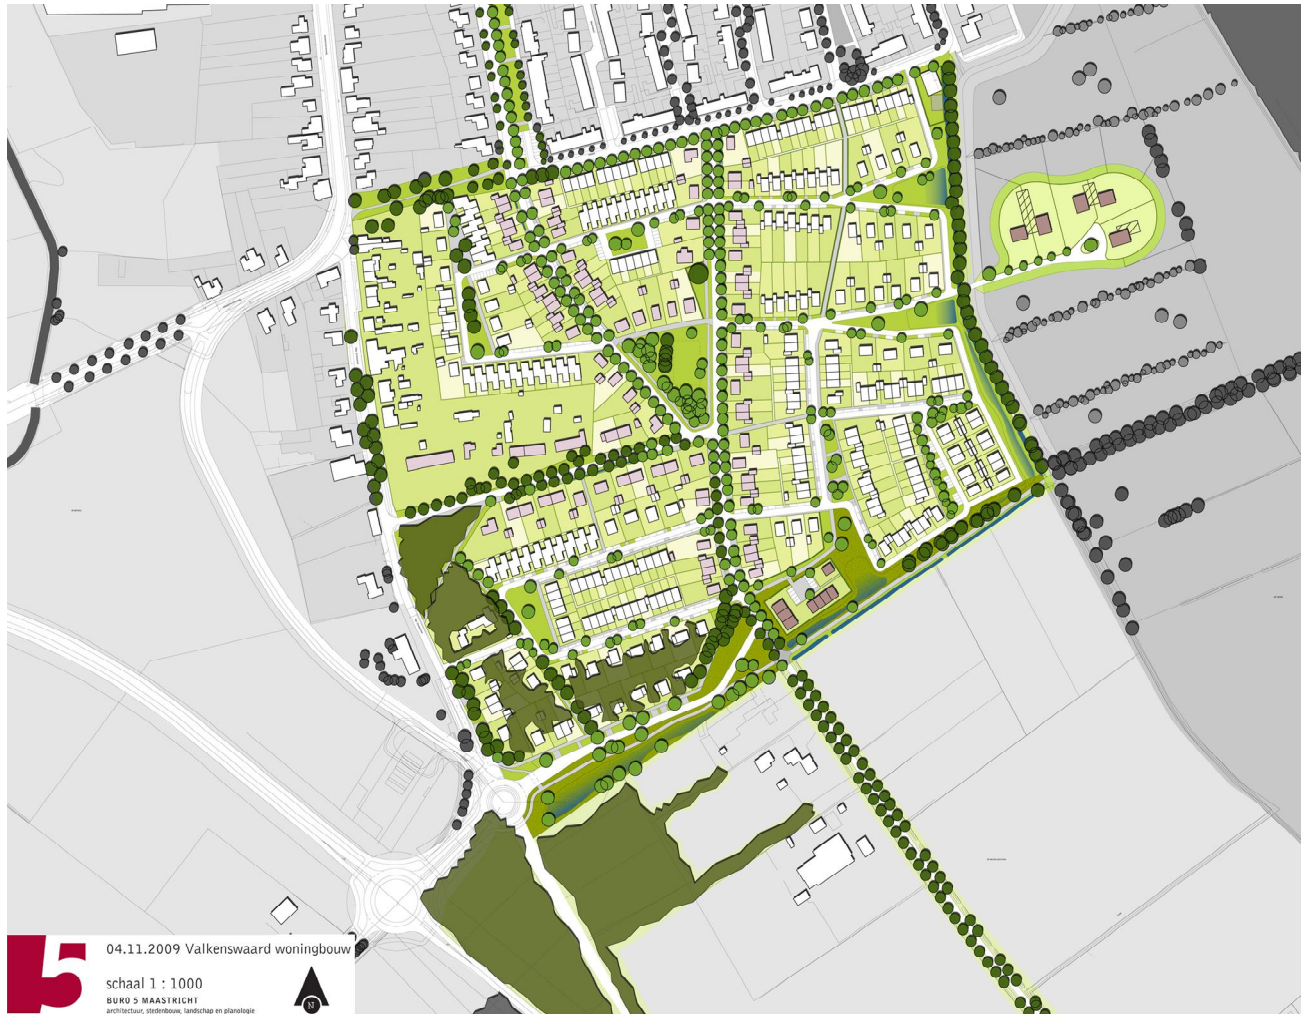 5
04.11.2009 Valkenswaard woningbouw
schaal 1 : 1000
BURO 5 MAASTRICHT
architectuur, stedenbouw, landschap en planologie
N